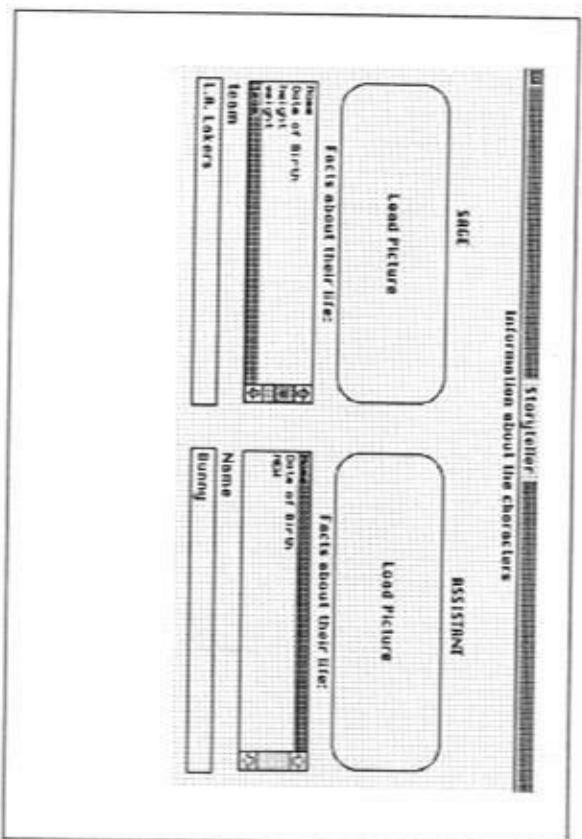 Storyteller
Information about the characters
SAGE
Load Picture
Facts about their life:
Name
Date of Birth
height
weight
team
team
L.A. Lakers
ASSISTANT
Load Picture
Facts about their life:
Name
Date of Birth
Name
Bunny